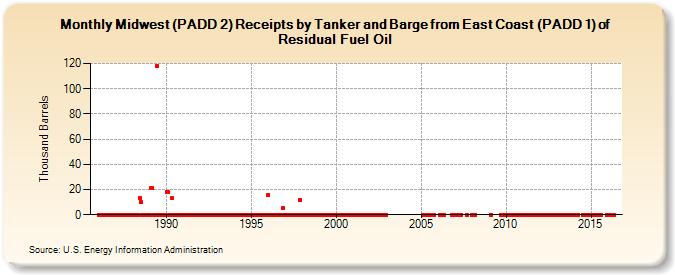 Monthly Midwest (PADD 2) Receipts by Tanker and Barge from East Coast (PADD 1) of
Residual Fuel Oil
Thousand Barrels
120
100
80
60
40
20
0
1990 1995 2000 2005 2010 2015
Source: U.S. Energy Information Administration